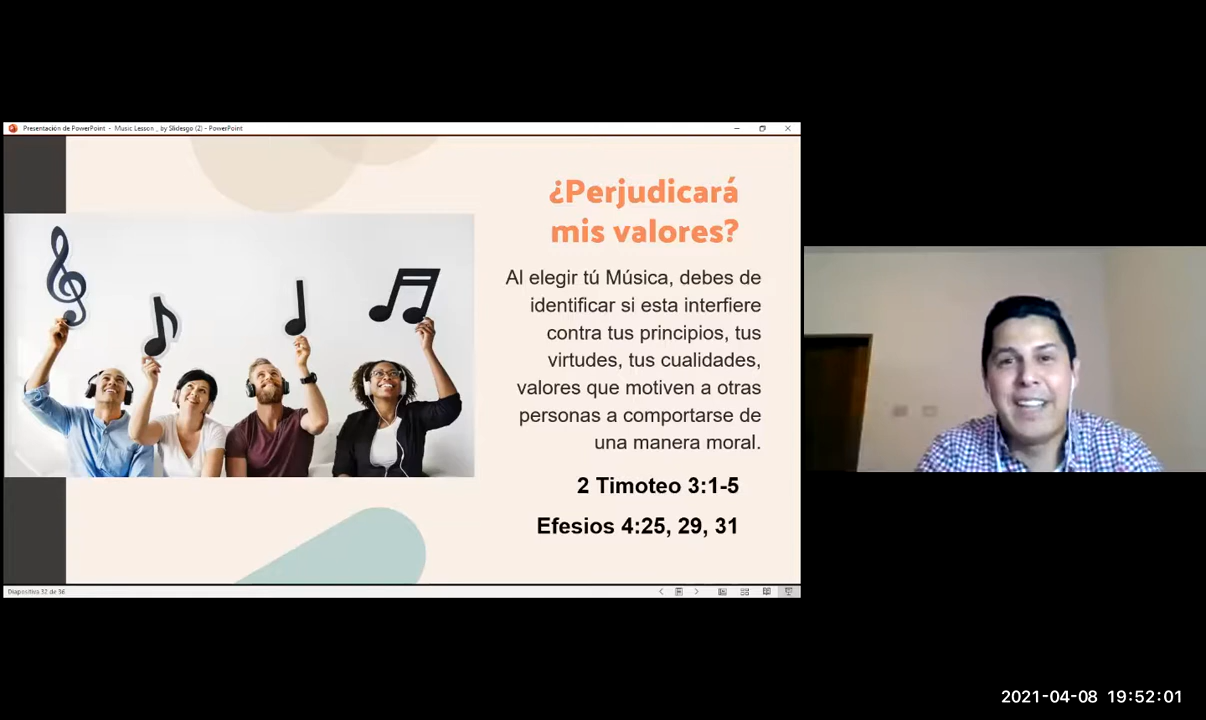 Presentación de PowerPoint - Music Lesson _ by Slidesgo (2) - PowerPoint
¿Perjudicará
mis valores?
Al elegir tú Música, debes de
identificar si esta interfiere
contra tus principios, tus
virtudes, tus cualidades,
valores que motiven a otras
personas a comportarse de
una manera moral.
2 Timoteo 3:1-5
Efesios 4:25, 29, 31
Diapositiva 32 de 36
2021-04-08 19:52:01